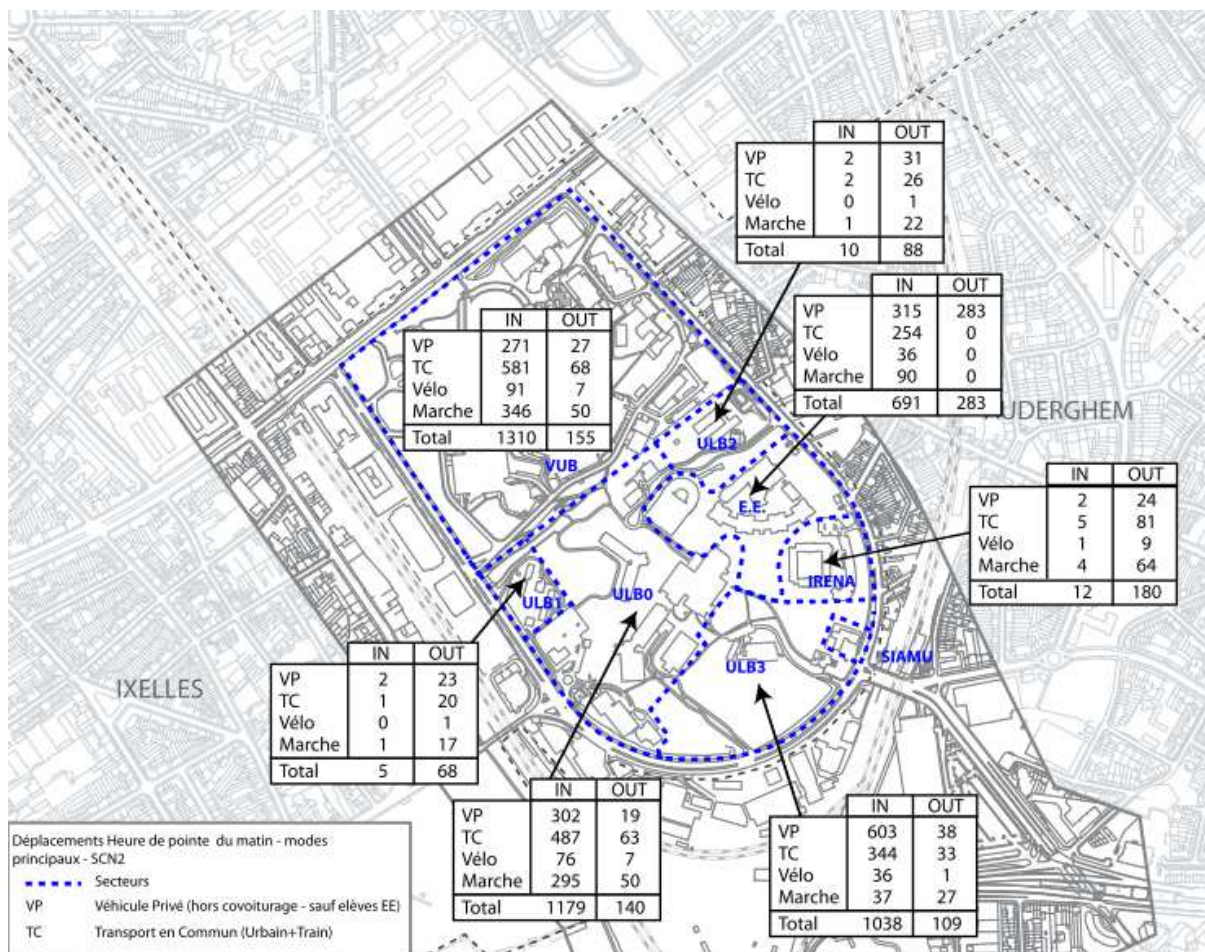 IN OUT
VP 2 31
TC 2 26
Vélo 0 1
Marche 1 22
Total 10 88
IN OUT
VP 315 283
TC 254 0
Vélo 36 0
Marche 90 0
Total 691 283
IN OUT
VP 271 27
TC 581 68
Vélo 91 7
Marche 346 50
Total 1310 155
UDERGHEM
ULB2
VUB
E.E.
IN OUT
VP 2 24
TC 5 81
Vélo 1 9
Marche 4 64
Total 12 180
IRENA
ULB1
ULB0
SIAMU
ULB3
IXELLES
IN OUT
VP 2 23
TC 1 20
Vélo 0 1
Marche 1 17
Total 5 68
IN OUT
VP 302 19
TC 487 63
Vélo 76 7
Marche 295 50
Total 1179 140
IN OUT
VP 603 38
TC 344 33
Vélo 36 1
Marche 37 27
Total 1038 109
Déplacements Heure de pointe du matin - modes
principaux - SCN2
Secteurs
VP Véhicule Privé (hors covoiturage - sauf elèves EE)
TC Transport en Commun (Urbain+Train)